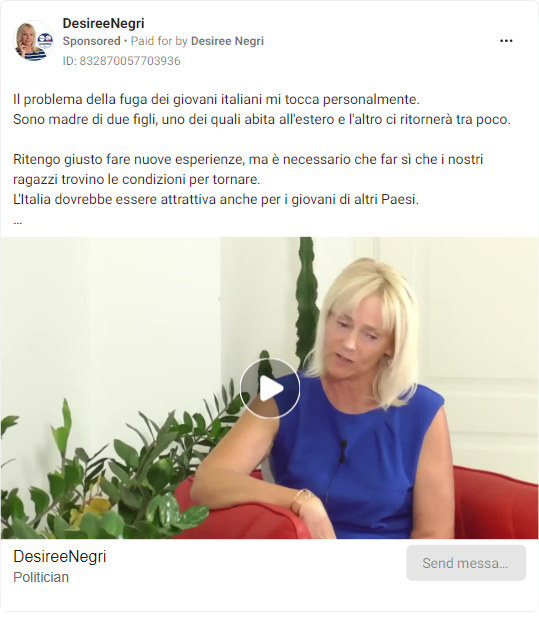 DesireeNegri
Sponsored • Paid for by Desiree Negri
ID: 832870057703936
Il problema della fuga dei giovani italiani mi tocca personalmente.
Sono madre di due figli, uno dei quali abita all'estero e l'altro ci ritornerà tra poco.
Ritengo giusto fare nuove esperienze, ma è necessario che far sì che i nostri
ragazzi trovino le condizioni per tornare.
L'Italia dovrebbe essere attrattiva anche per i giovani di altri Paesi.
...
DesireeNegri
Politician
Send messa...